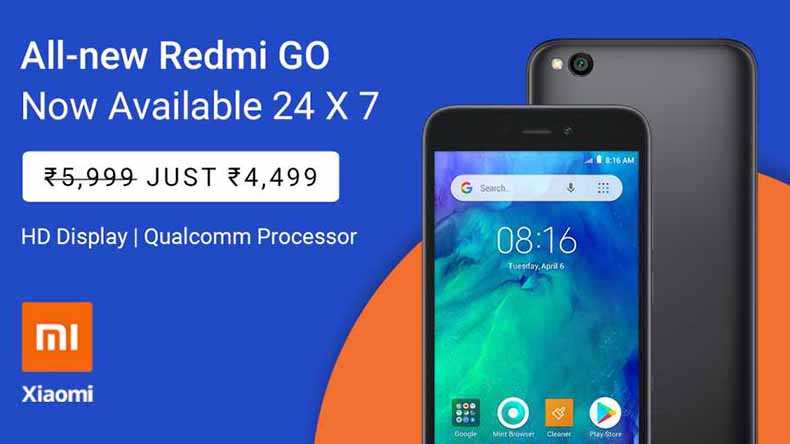 All-new Redmi GO
Now Available 24 X 7
₹5,999 JUST ₹4,499
HD Display | Qualcomm Processor
mi
Xiaomi
8:16 AM
Search..
08:16
Tuesday, April 6
Google Mint Browser Cleaner Play Store